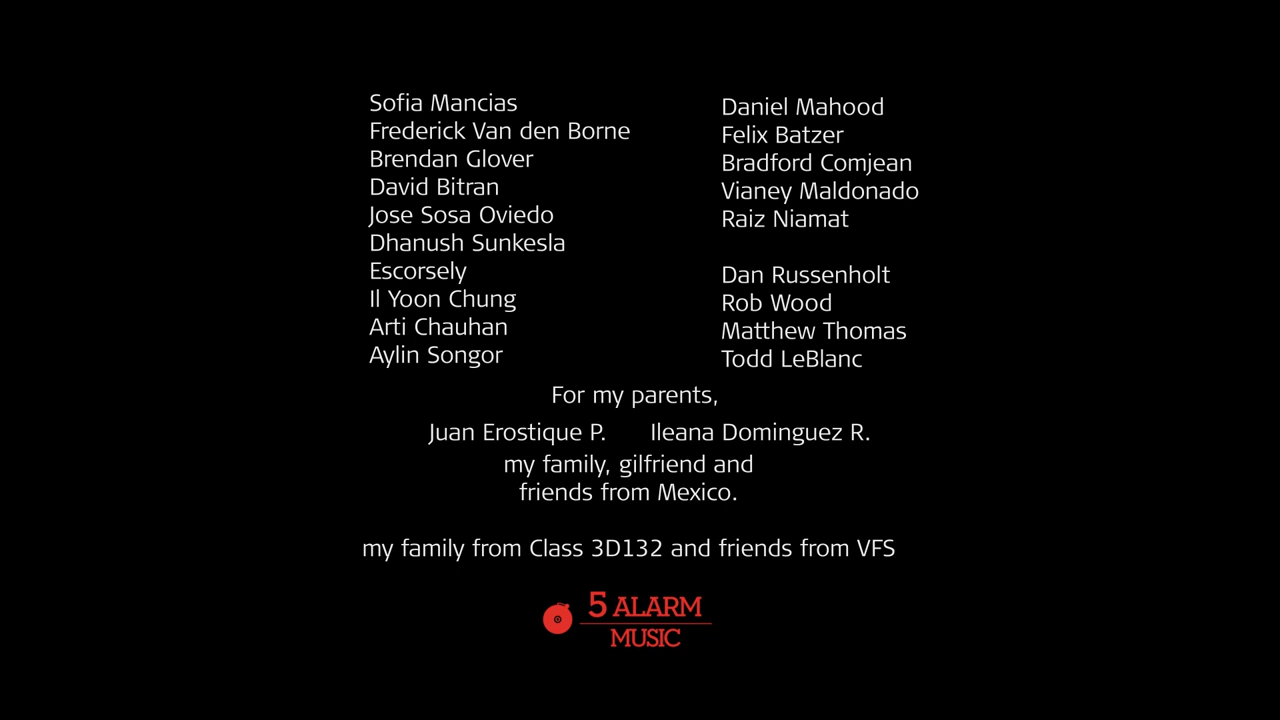 Sofia Mancias
Frederick Van den Borne
Brendan Glover
David Bitran
Jose Sosa Oviedo
Dhanush Sunkesla
Escorsely
Il Yoon Chung
Arti Chauhan
Aylin Songor
Daniel Mahood
Felix Batzer
Bradford Comjean
Vianey Maldonado
Raiz Niamat
Dan Russenholt
Rob Wood
Matthew Thomas
Todd LeBlanc
For my parents,
Juan Erostique P. Ileana Dominguez R.
my family, gilfriend and
friends from Mexico.
my family from Class 3D132 and friends from VFS
5 ALARM
MUSIC